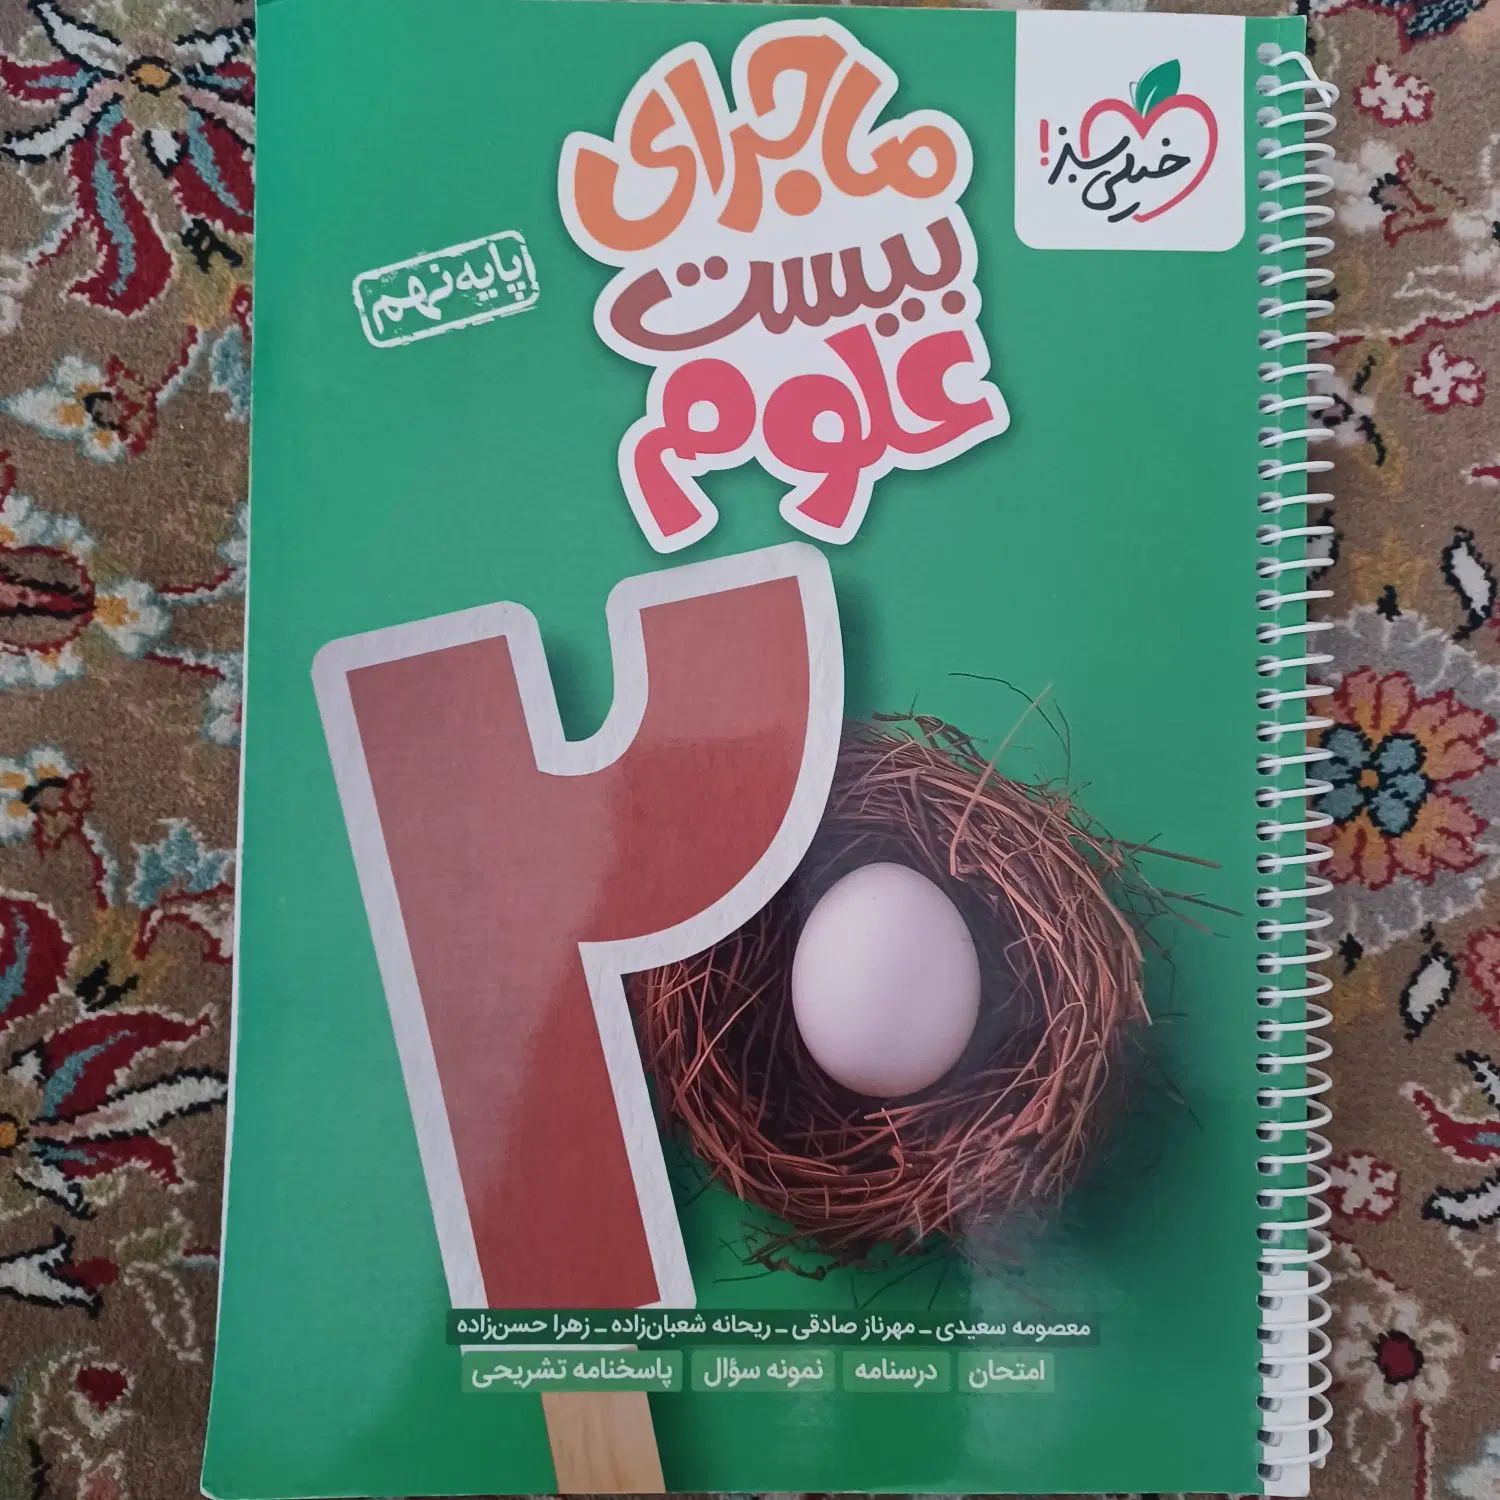 خیلی سبز!
ماجرای
بیست
علوم
پایه نهم
۲۰
معصومه سعیدی - مهرناز صادقی - ریحانه شعبان‌زاده - زهرا حسن‌زاده
امتحان درسنامه نمونه سؤال پاسخنامه تشریحی